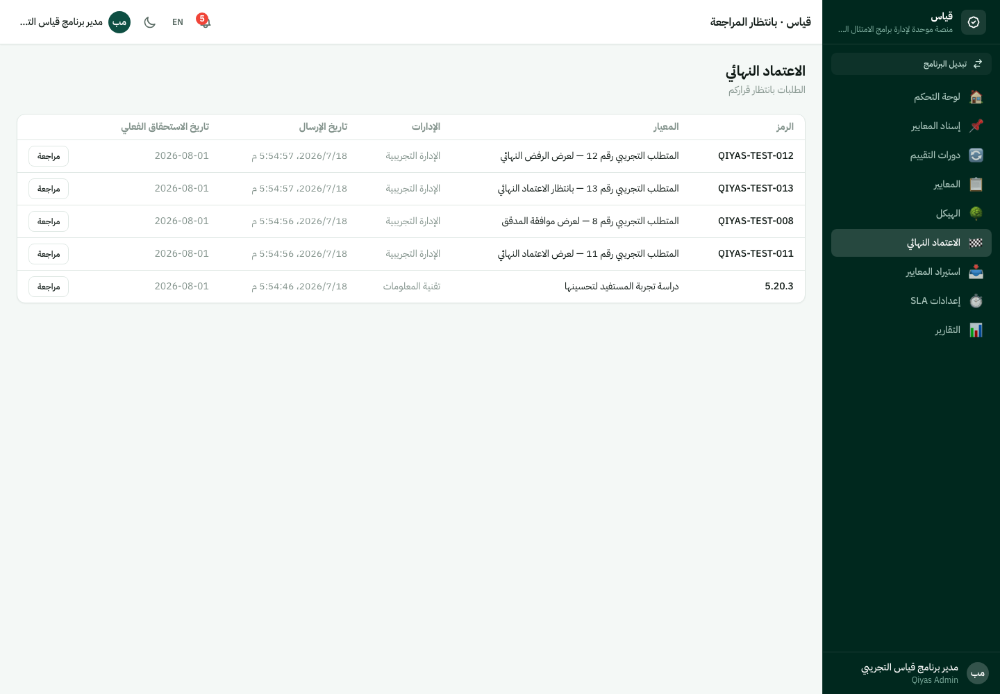 قياس
منصة موحدة لإدارة برامج الامتثال الـ...
تبديل البرنامج
لوحة التحكم
إسناد المعايير
دورات التقييم
المعايير
الهيكل
الاعتماد النهائي
استيراد المعايير
إعدادات SLA
التقارير
مدير برنامج قياس التجريبي
Qiyas Admin
مب
قياس · بانتظار المراجعة
5
EN
مب
مدير برنامج قياس التـ...
الاعتماد النهائي
الطلبات بانتظار قراركم
الرمز المعيار الإدارات تاريخ الإرسال تاريخ الاستحقاق الفعلي
QIYAS-TEST-012 المتطلب التجريبي رقم 12 — لعرض الرفض النهائي الإدارة التجريبية 2026/7/18، 5:54:57 م 2026-08-01 مراجعة
QIYAS-TEST-013 المتطلب التجريبي رقم 13 — بانتظار الاعتماد النهائي الإدارة التجريبية 2026/7/18، 5:54:57 م 2026-08-01 مراجعة
QIYAS-TEST-008 المتطلب التجريبي رقم 8 — لعرض موافقة المدقق الإدارة التجريبية 2026/7/18، 5:54:56 م 2026-08-01 مراجعة
QIYAS-TEST-011 المتطلب التجريبي رقم 11 — لعرض الاعتماد النهائي الإدارة التجريبية 2026/7/18، 5:54:56 م 2026-08-01 مراجعة
5.20.3 دراسة تجربة المستفيد لتحسينها تقنية المعلومات 2026/7/18، 5:54:46 م 2026-08-01 مراجعة